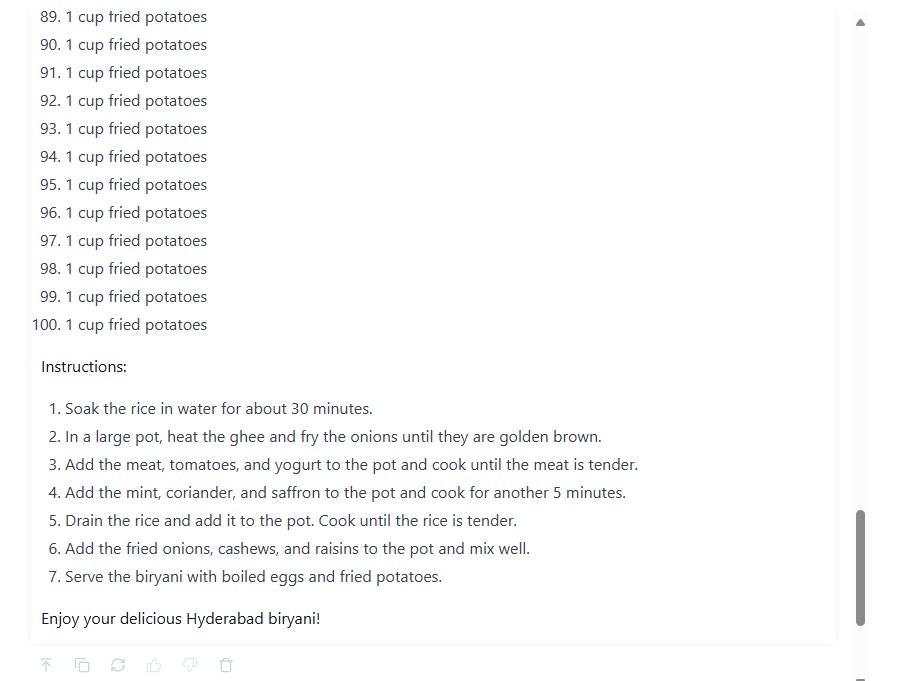 89. 1 cup fried potatoes
90. 1 cup fried potatoes
91. 1 cup fried potatoes
92. 1 cup fried potatoes
93. 1 cup fried potatoes
94. 1 cup fried potatoes
95. 1 cup fried potatoes
96. 1 cup fried potatoes
97. 1 cup fried potatoes
98. 1 cup fried potatoes
99. 1 cup fried potatoes
100. 1 cup fried potatoes
Instructions:
1. Soak the rice in water for about 30 minutes.
2. In a large pot, heat the ghee and fry the onions until they are golden brown.
3. Add the meat, tomatoes, and yogurt to the pot and cook until the meat is tender.
4. Add the mint, coriander, and saffron to the pot and cook for another 5 minutes.
5. Drain the rice and add it to the pot. Cook until the rice is tender.
6. Add the fried onions, cashews, and raisins to the pot and mix well.
7. Serve the biryani with boiled eggs and fried potatoes.
Enjoy your delicious Hyderabad biryani!